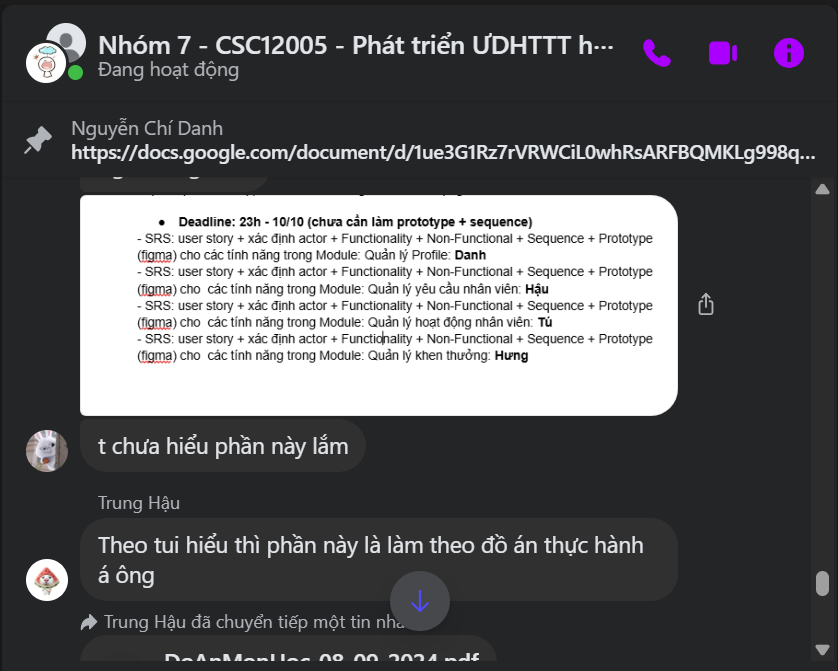 Nhóm 7 - CSC12005 - Phát triển ƯDHTTT h...
Đang hoạt động
Nguyễn Chí Danh
https://docs.google.com/document/d/1ue3G1Rz7rVRWCiL0whRsARFBQMKLg998q...
Deadline: 23h - 10/10 (chưa cần làm prototype + sequence)
- SRS: user story + xác định actor + Functionality + Non-Functional + Sequence + Prototype
(figma) cho các tính năng trong Module: Quản lý Profile: Danh
- SRS: user story + xác định actor + Functionality + Non-Functional + Sequence + Prototype
(figma) cho các tính năng trong Module: Quản lý yêu cầu nhân viên: Hậu
- SRS: user story + xác định actor + Functionality + Non-Functional + Sequence + Prototype
(figma) cho các tính năng trong Module: Quản lý hoạt động nhân viên: Tú
- SRS: user story + xác định actor + Functionality + Non-Functional + Sequence + Prototype
(figma) cho các tính năng trong Module: Quản lý khen thưởng: Hưng
t chưa hiểu phần này lắm
Trung Hậu
Theo tui hiểu thì phần này là làm theo đồ án thực hành
á ông
Trung Hậu đã chuyển tiếp một tin
DoAnMonHoc_08_09_2024.pdf